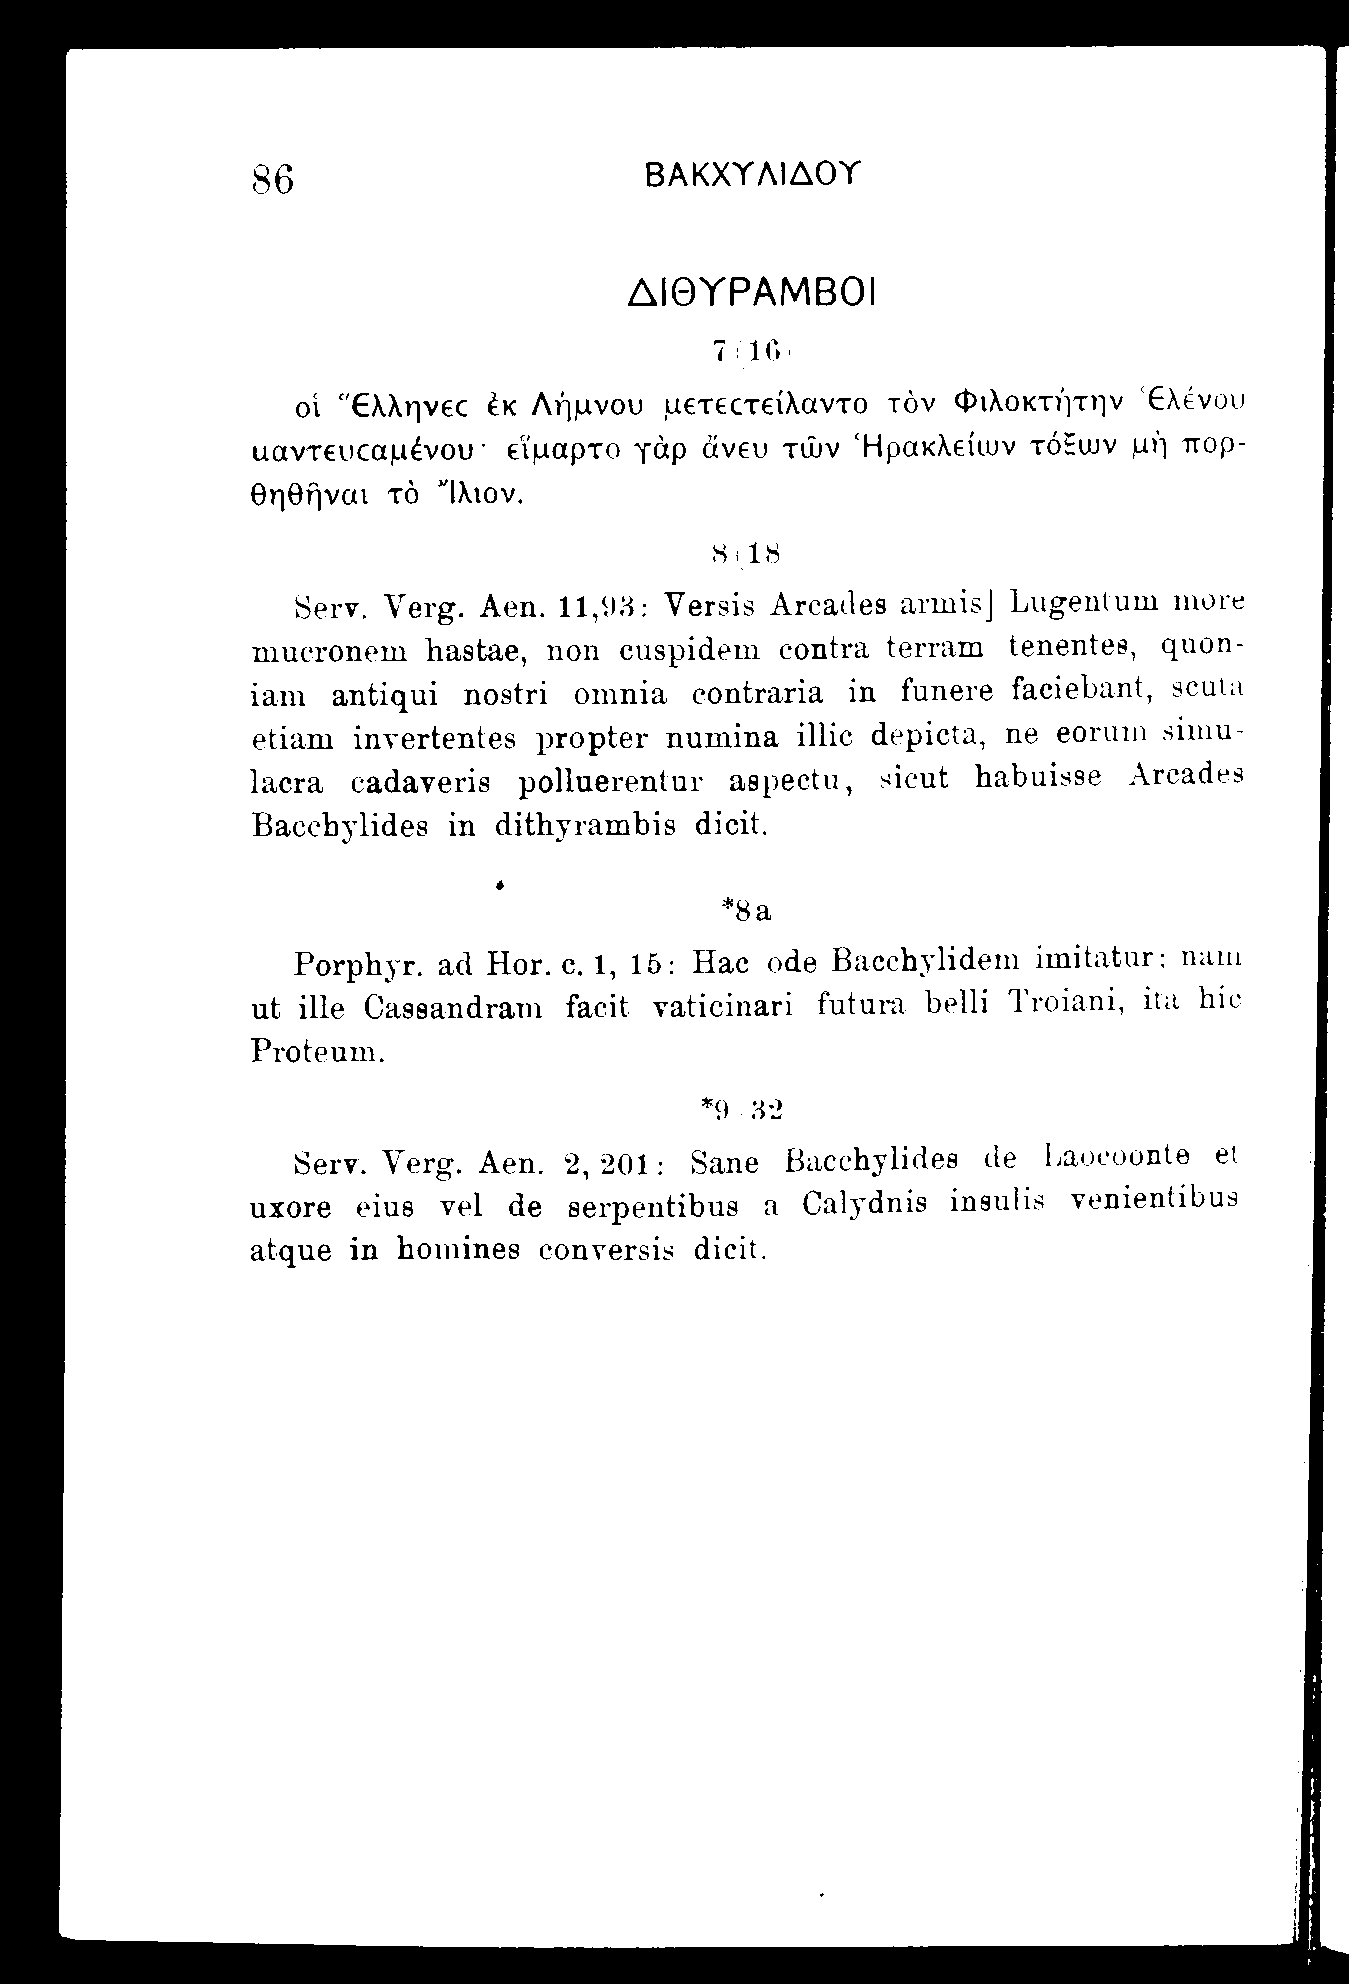 86 ΒΑΚΧΥΛΙΔΟΥ
ΔΙΘΥΡΑΜΒΟΙ
7 (16)
οἱ Ἕλληνεϲ ἐκ Λήμνου μετεϲτείλαντο τὸν Φιλοκτήτην Ἑλένου
μαντευϲαμένου· εἵμαρτο γὰρ ἄνευ τῶν Ἡρακλείων τόξων μὴ πορ-
θηθῆναι τὸ Ἴλιον.
8 (18
Serv. Verg. Aen. 11,93: Versis Arcades armis] Lugentum more
mucronem hastae, non cuspidem contra terram tenentes, quon-
iam antiqui nostri omnia contraria in funere faciebant, scuta
etiam invertentes propter numina illic depicta, ne eorum simu-
lacra cadaveris polluerentur aspectu, sicut habuisse Arcades
Bacchylides in dithyrambis dicit.
*8a
Porphyr. ad Hor. c. 1, 15: Hac ode Bacchylidem imitatur; nam
ut ille Cassandram facit vaticinari futura belli Troiani, ita hic
Proteum.
*9 32
Serv. Verg. Aen. 2, 201: Sane Bacchylides de Laocoonte et
uxore eius vel de serpentibus a Calydnis insulis venientibus
atque in homines conversis dicit.